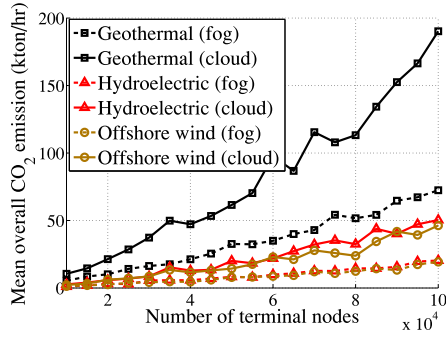 200
150
100
50
0
Mean overall CO2 emission (kton/hr)
Geothermal (fog)
Geothermal (cloud)
Hydroelectric (fog)
Hydroelectric (cloud)
Offshore wind (fog)
Offshore wind (cloud)
2 4 6 8 10
x 10^4
Number of terminal nodes